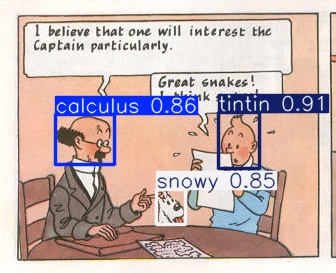 I believe that one will interest the
Captain particularly.
Great snakes!
think
calculus 0.86
tintin 0.91
snowy 0.85